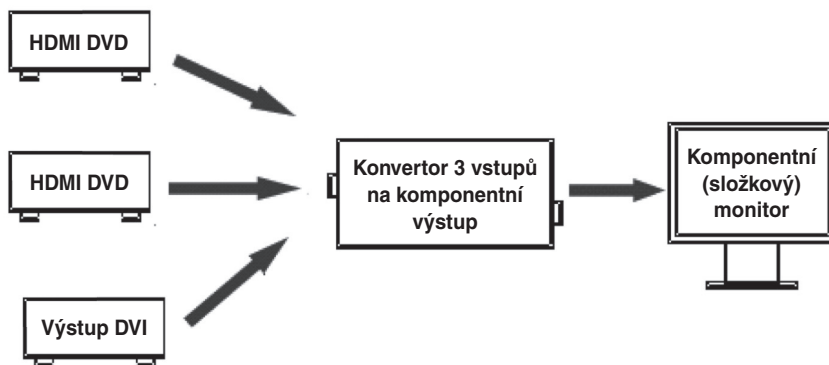 HDMI DVD
HDMI DVD
Výstup DVI
Konvertor 3 vstupů
na komponentní
výstup
Komponentní
(složkový)
monitor